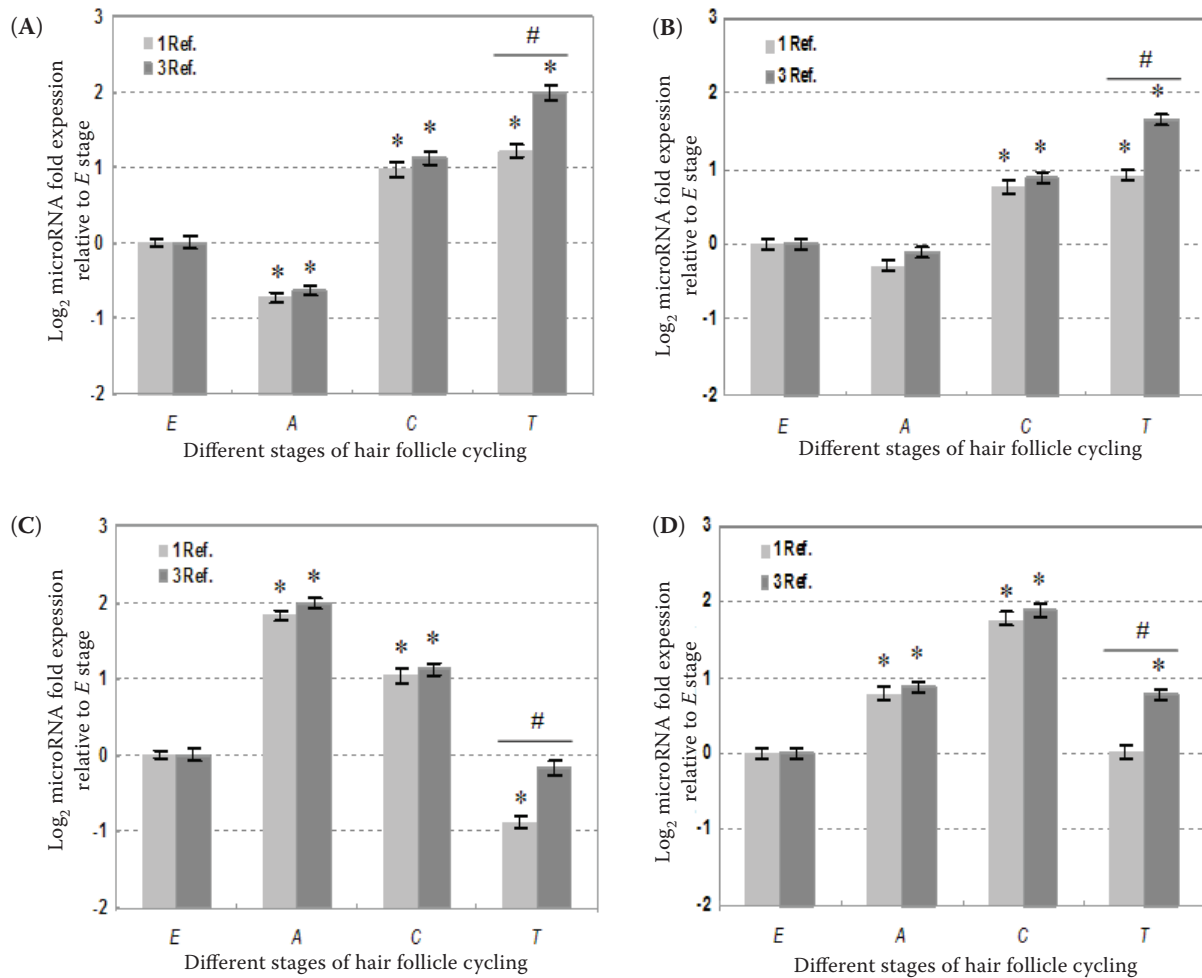 (A)
Log₂ microRNA fold expession
relative to E stage
3
2
1
0
-1
-2
1 Ref.
3 Ref.
#
* * * * * *
E A C T
Different stages of hair follicle cycling
(B)
Log₂ microRNA fold expession
relative to E stage
3
2
1
0
-1
-2
1 Ref.
3 Ref.
#
* * * *
E A C T
Different stages of hair follicle cycling
(C)
Log₂ microRNA fold expession
relative to E stage
3
2
1
0
-1
-2
1 Ref.
3 Ref.
#
* * * * *
E A C T
Different stages of hair follicle cycling
(D)
Log₂ microRNA fold expession
relative to E stage
3
2
1
0
-1
-2
1 Ref.
3 Ref.
#
* * * * *
E A C T
Different stages of hair follicle cycling